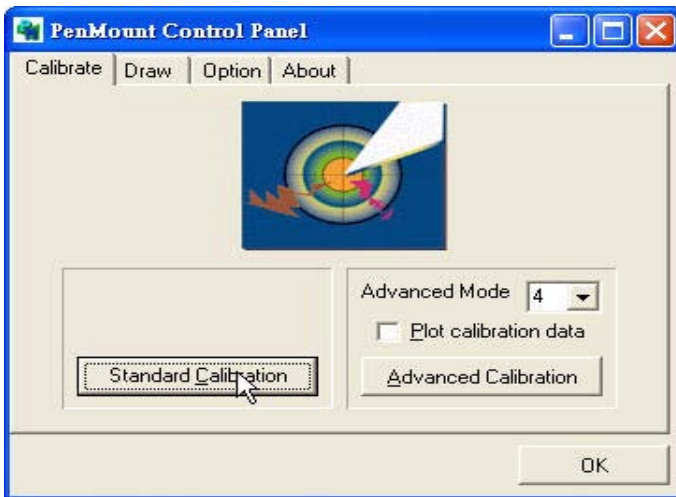 PenMount Control Panel
Calibrate Draw Option About
Advanced Mode 4
Plot calibration data
Standard Calibration Advanced Calibration
OK